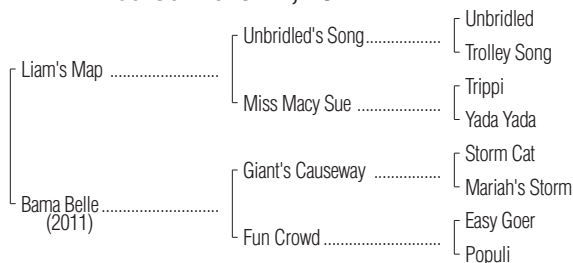 Unbridled
Unbridled's Song
Trolley Song
Liam's Map
Trippi
Miss Macy Sue
Yada Yada
Storm Cat
Giant's Causeway
Mariah's Storm
Bama Belle
(2011)
Easy Goer
Fun Crowd
Populi